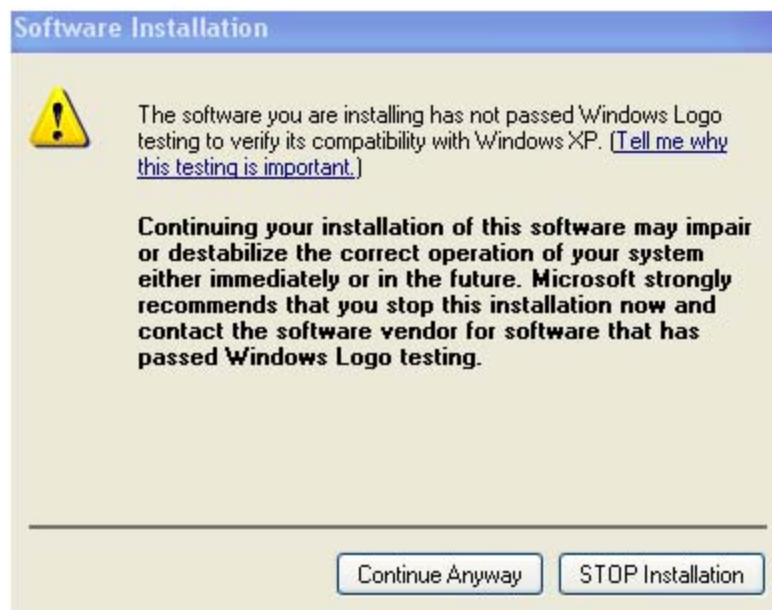 Software Installation
The software you are installing has not passed Windows Logo
testing to verify its compatibility with Windows XP. (Tell me why
this testing is important.)
Continuing your installation of this software may impair
or destabilize the correct operation of your system
either immediately or in the future. Microsoft strongly
recommends that you stop this installation now and
contact the software vendor for software that has
passed Windows Logo testing.
Continue Anyway
STOP Installation